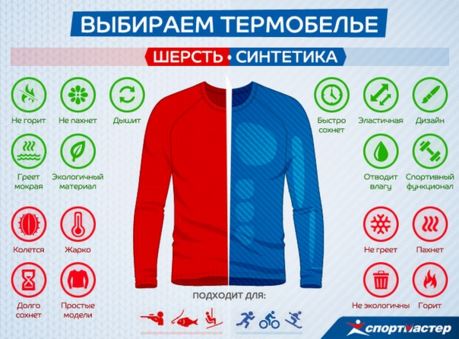 ВЫБИРАЕМ ТЕРМОБЕЛЬЕ
ШЕРСТЬ • СИНТЕТИКА
Не горит
Не пахнет
Дышит
Греет
мокрая
Экологичный
материал
Колется
Жарко
Долго
сохнет
Простые
модели
Быстро
сохнет
Эластичная
Дизайн
Отводит
влагу
Спортивный
функционал
Не греет
Пахнет
Не экологичны
Горит
ПОДХОДИТ ДЛЯ:
СПОРТМАСТЕР